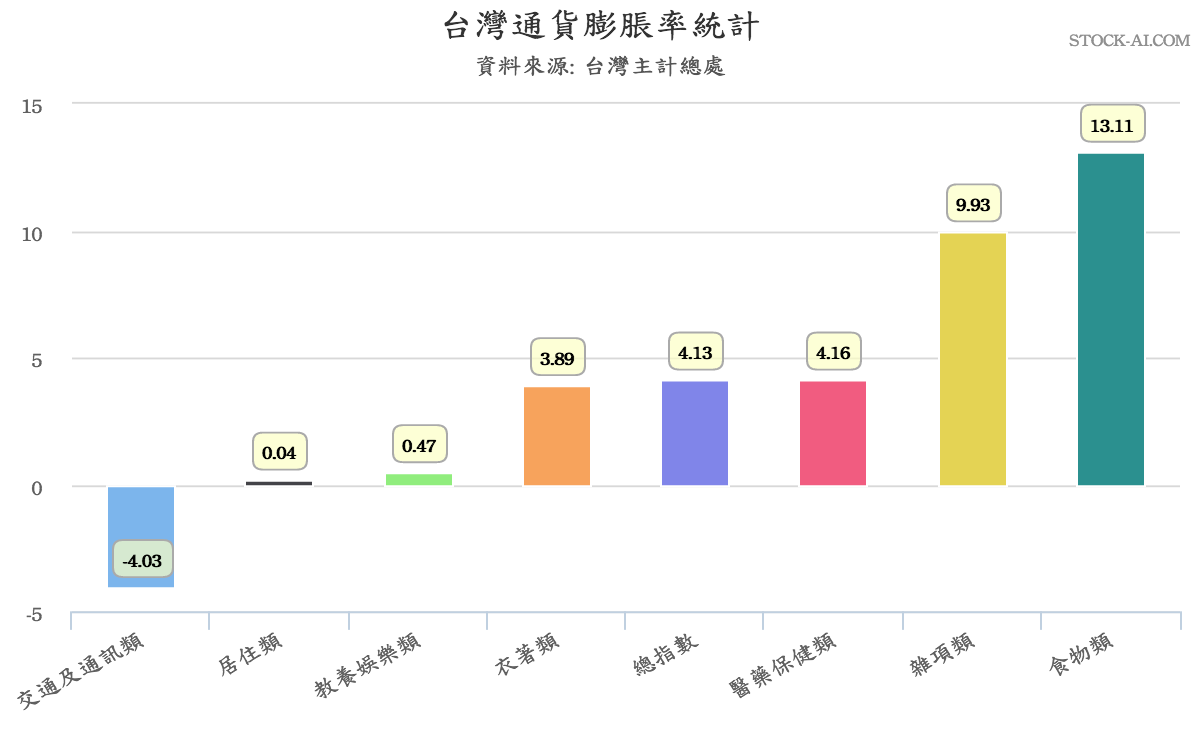 台灣通貨膨脹率統計
STOCK-AI.COM
資料來源: 台灣主計總處
15
10
5
0
-5
-4.03
0.04
0.47
3.89
4.13
4.16
9.93
13.11
交通及通訊類
居住類
教養娛樂類
衣著類
總指數
醫藥保健類
雜項類
食物類